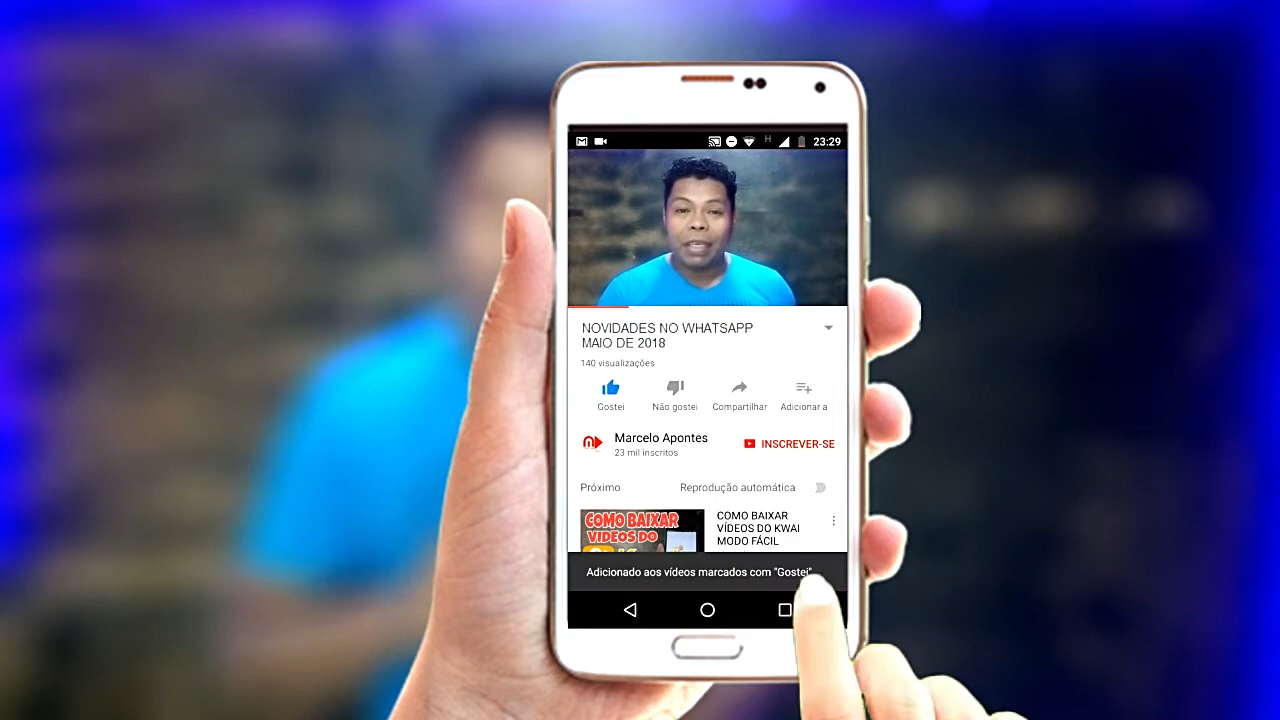 H
23:29
NOVIDADES NO WHATSAPP
MAIO DE 2018
140 visualizações
Gostei
Não gostei
Compartilhar
Adicionar a
Marcelo Apontes
23 mil inscritos
INSCREVER-SE
Próximo
Reprodução automática
COMO BAIXAR
VIDEOS DO
COMO BAIXAR
VÍDEOS DO KWAI
MODO FÁCIL
Adicionado aos vídeos marcados com "Gostei"